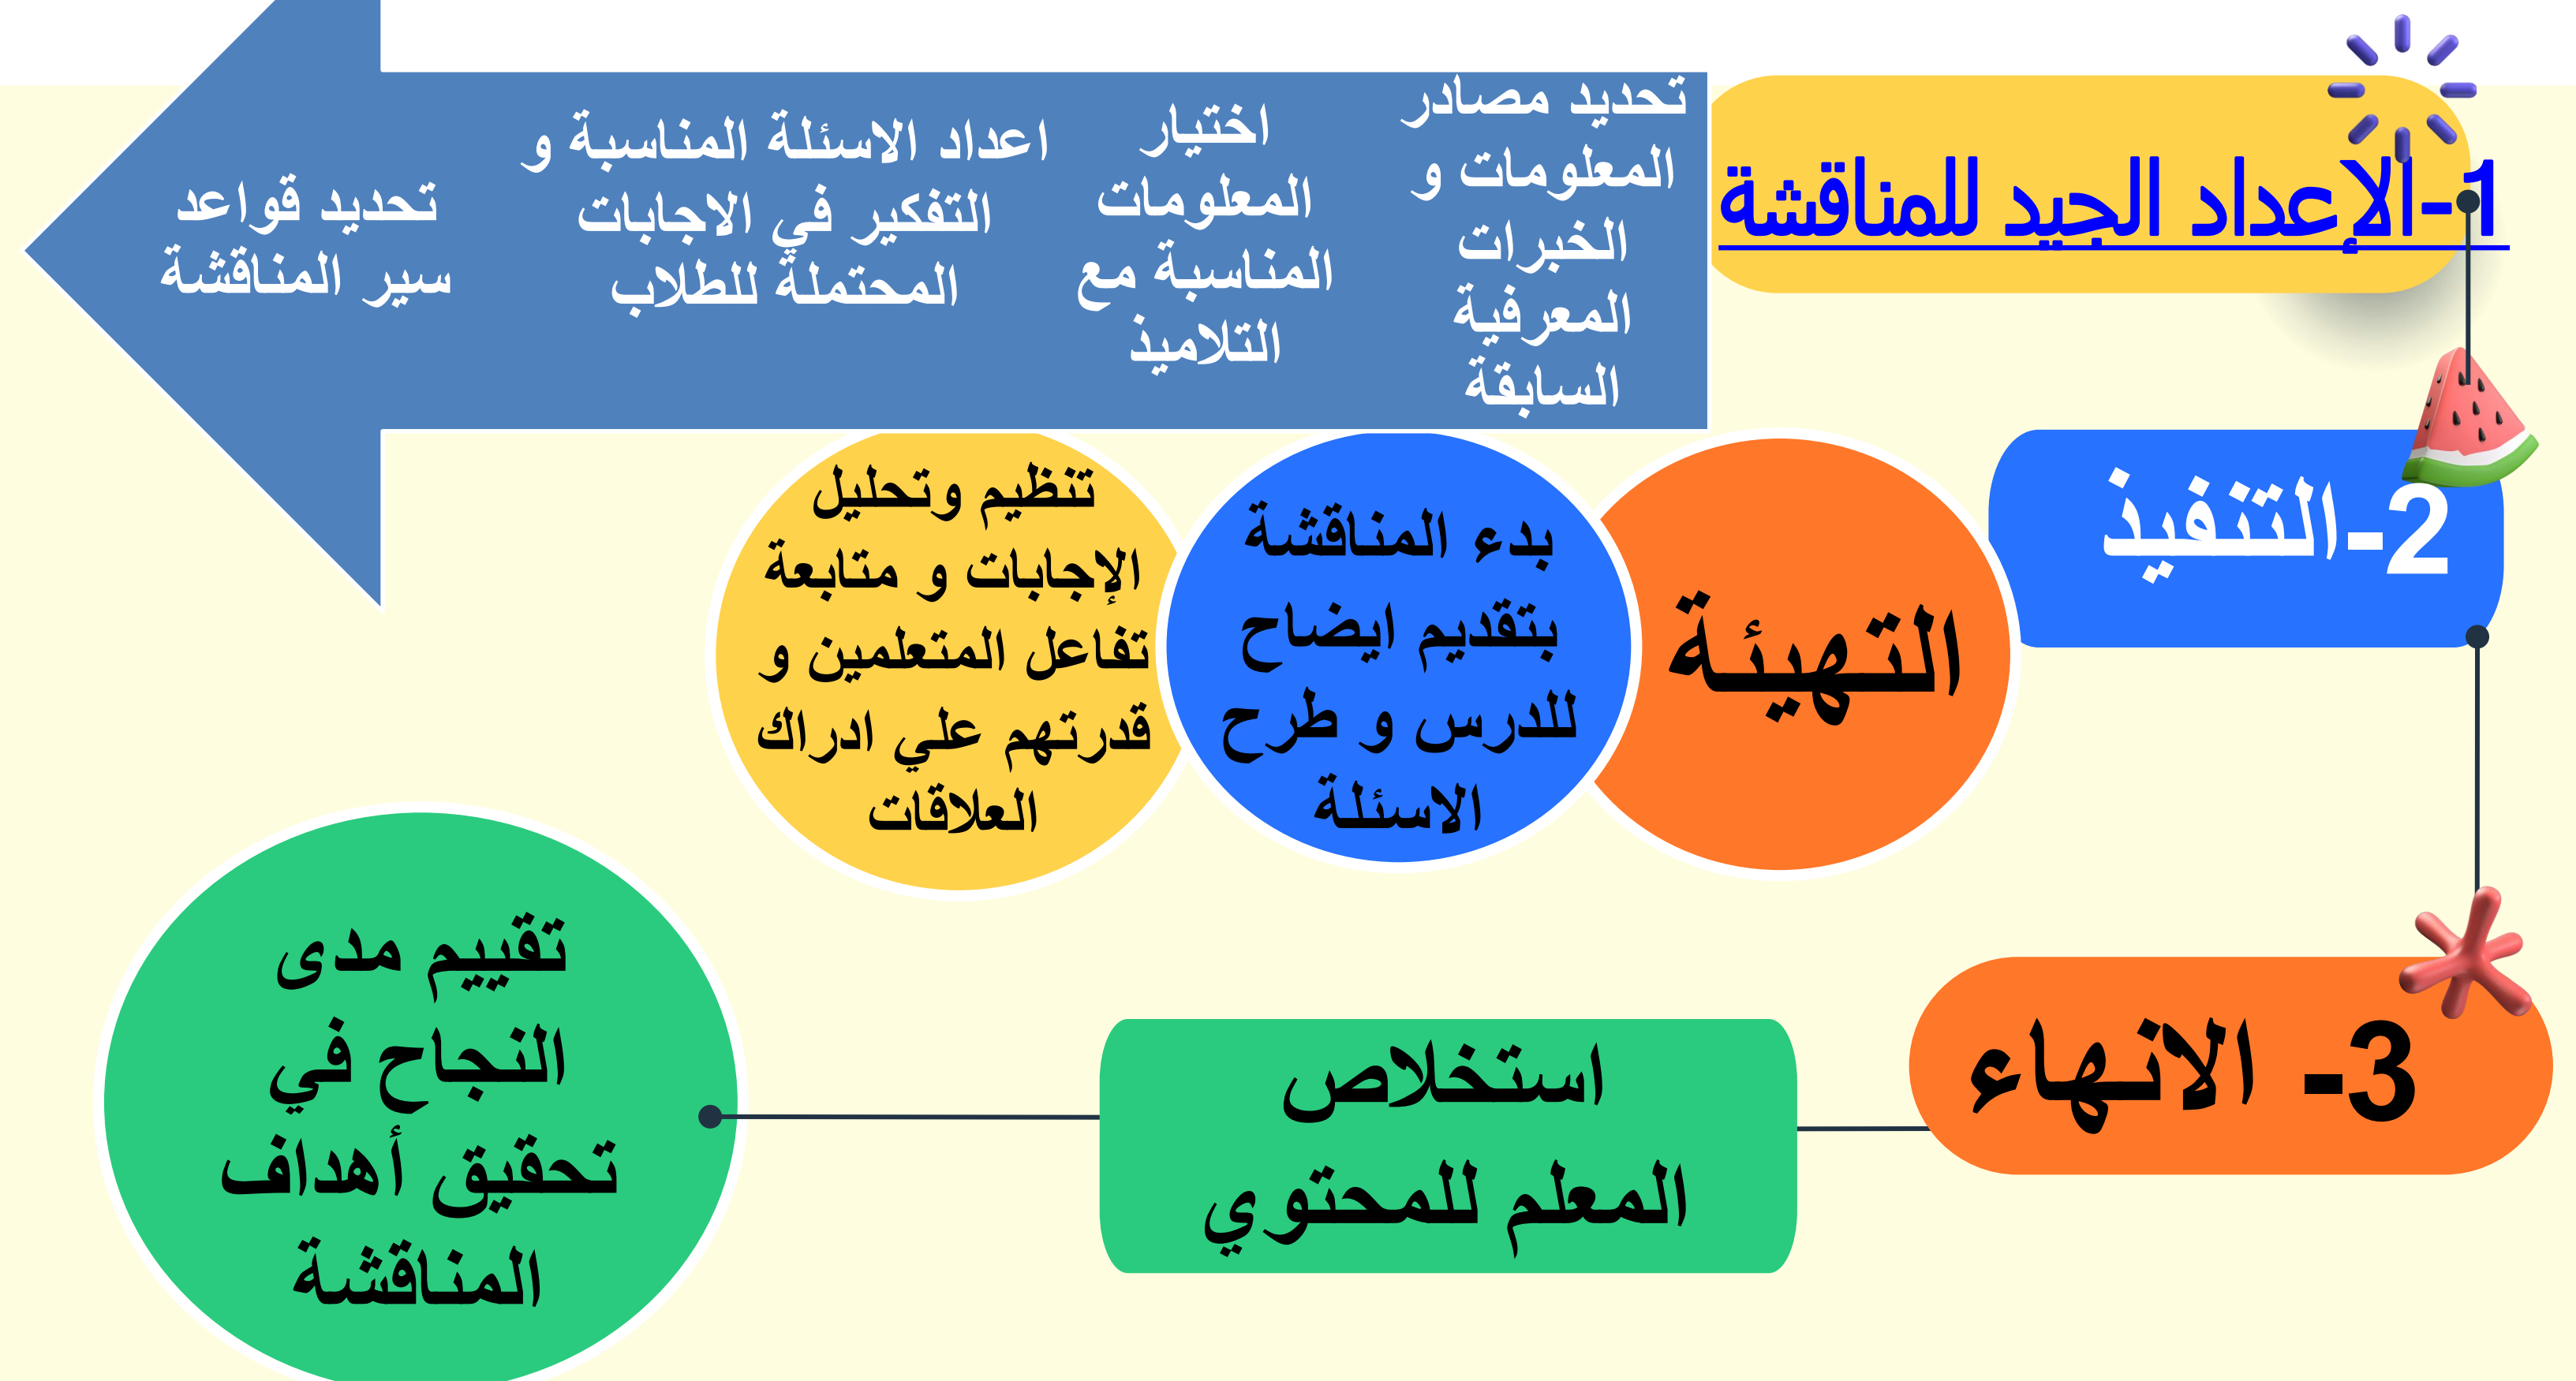 1-الإعداد الجيد للمناقشة
تحديد مصادر
المعلومات و
الخبرات
المعرفية
السابقة
اختيار
المعلومات
المناسبة مع
التلاميذ
اعداد الاسئلة المناسبة و
التفكير في الاجابات
المحتملة للطلاب
تحديد قواعد
سير المناقشة
2-التنفيذ
التهيئة
بدء المناقشة
بتقديم ايضاح
للدرس و طرح
الاسئلة
تنظيم وتحليل
الإجابات و متابعة
تفاعل المتعلمين و
قدرتهم علي ادراك
العلاقات
3- الانهاء
استخلاص
المعلم للمحتوي
تقييم مدى
النجاح في
تحقيق أهداف
المناقشة